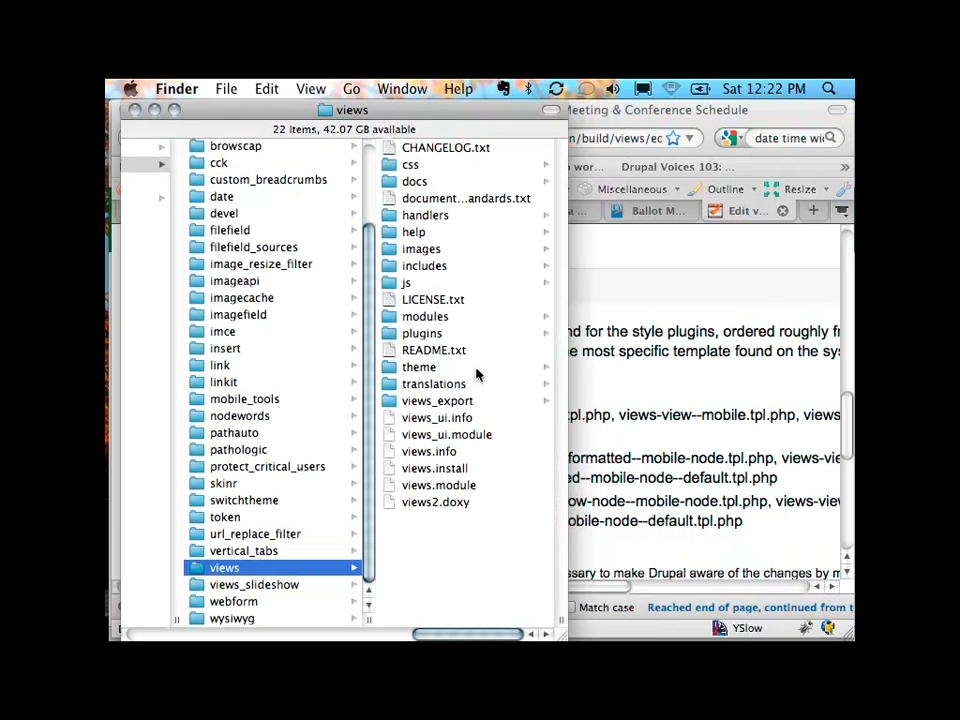 Finder File Edit View Go Window Help Sat 12:22 PM
views
22 items, 42.07 GB available
browscap
cck
custom_breadcrumbs
date
devel
filefield
filefield_sources
image_resize_filter
imageapi
imagecache
imagefield
imce
insert
link
linkit
mobile_tools
nodewords
pathauto
pathologic
protect_critical_users
skinr
switchtheme
token
url_replace_filter
vertical_tabs
views
views_slideshow
webform
wysiwyg
CHANGELOG.txt
css
docs
document...andards.txt
handlers
help
images
includes
js
LICENSE.txt
modules
plugins
README.txt
theme
translations
views_export
views_ui.info
views_ui.module
views.info
views.install
views.module
views2.doxy
Meeting & Conference Schedule
n/build/views/ec date time wi
o wor... Drupal Voices 103: »
Miscellaneous Outline Resize
a ... Ballot M... Edit v...
nd for the style plugins, ordered roughly fr
e most specific template found on the sy
tpl.php, views-view--mobile.tpl.php, views
formatted--mobile-node.tpl.php, views-vie
d--mobile-node--default.tpl.php
ow-node--mobile-node.tpl.php, views-view
obile-node--default.tpl.php
ssary to make Drupal aware of the changes by m
Match case Reached end of page, continued from t
YSlow